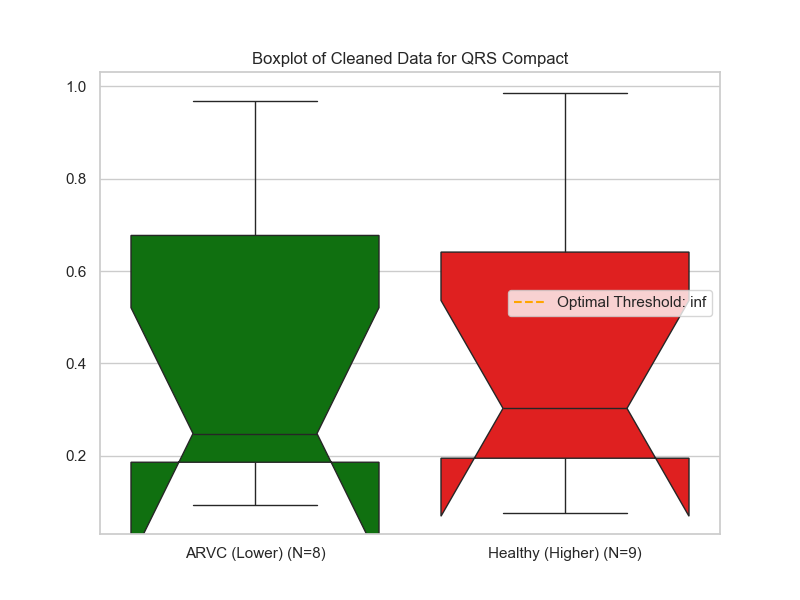 Boxplot of Cleaned Data for QRS Compact
1.0
0.8
0.6
Optimal Threshold: inf
0.4
0.2
ARVC (Lower) (N=8)
Healthy (Higher) (N=9)